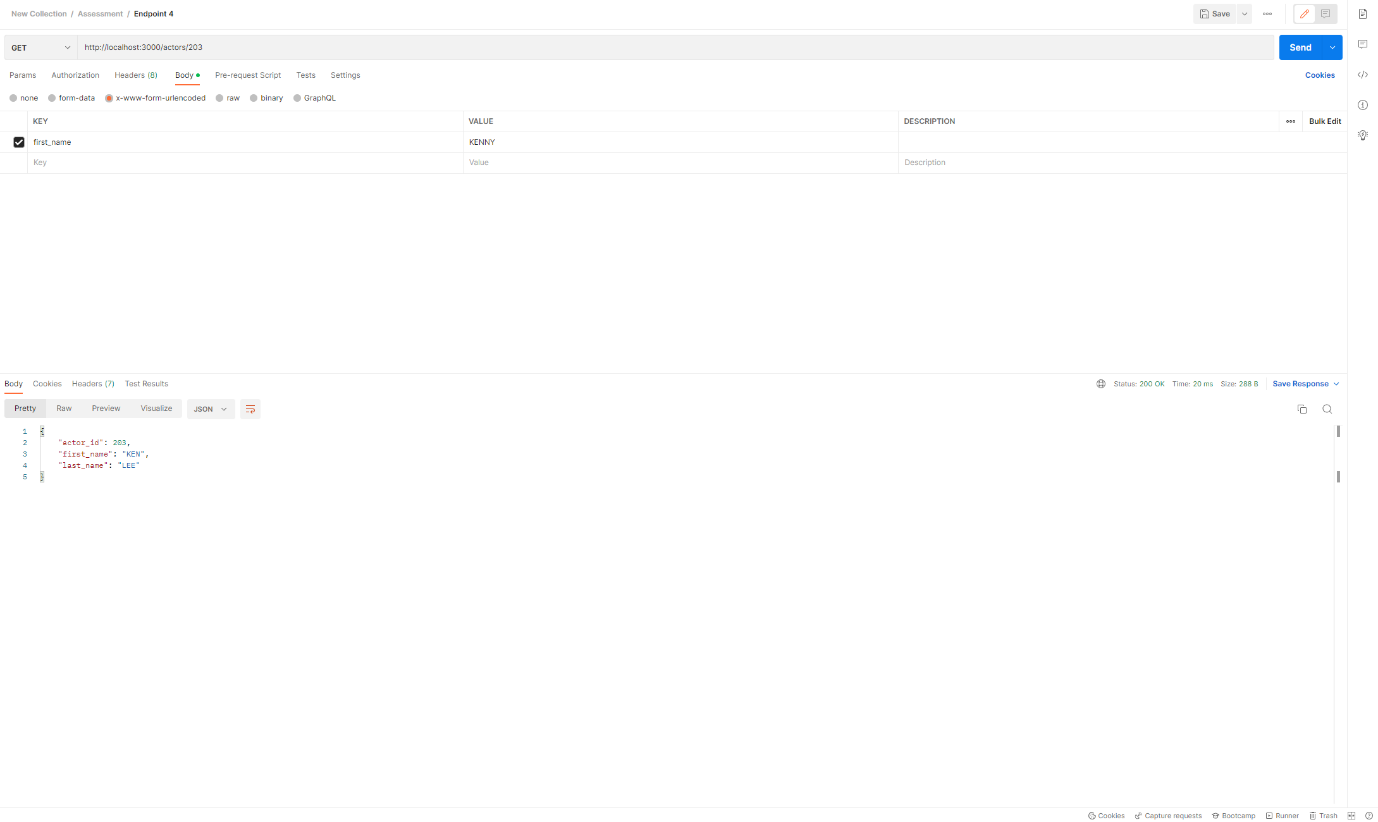 New Collection / Assessment / Endpoint 4
Save
GET
http://localhost:3000/actors/203
Send
Params Authorization Headers (8) Body Pre-request Script Tests Settings
Cookies
none form-data x-www-form-urlencoded raw binary GraphQL
KEY VALUE DESCRIPTION
Bulk Edit
first_name KENNY
Key Value Description
Body Cookies Headers (7) Test Results
Status: 200 OK Time: 20 ms Size: 288 B
Save Response
Pretty Raw Preview Visualize JSON
1 {
2 "actor_id": 203,
3 "first_name": "KEN",
4 "last_name": "LEE"
5 }
Cookies Capture requests Bootcamp Runner Trash